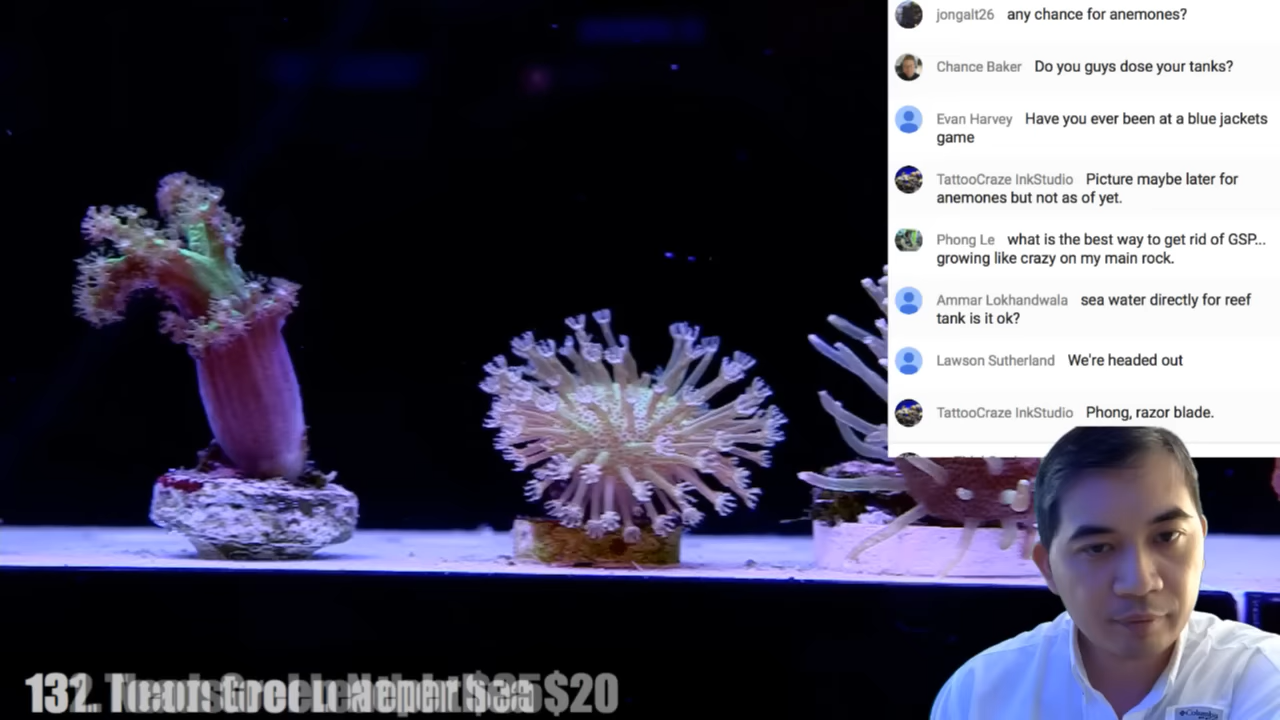 jongalt26 any chance for anemones?
Chance Baker Do you guys dose your tanks?
Evan Harvey Have you ever been at a blue jackets
game
TattooCraze InkStudio Picture maybe later for
anemones but not as of yet.
Phong Le what is the best way to get rid of GSP...
growing like crazy on my main rock.
Ammar Lokhandwala sea water directly for reef
tank is it ok?
Lawson Sutherland We're headed out
TattooCraze InkStudio Phong, razor blade.
$20
Columbia